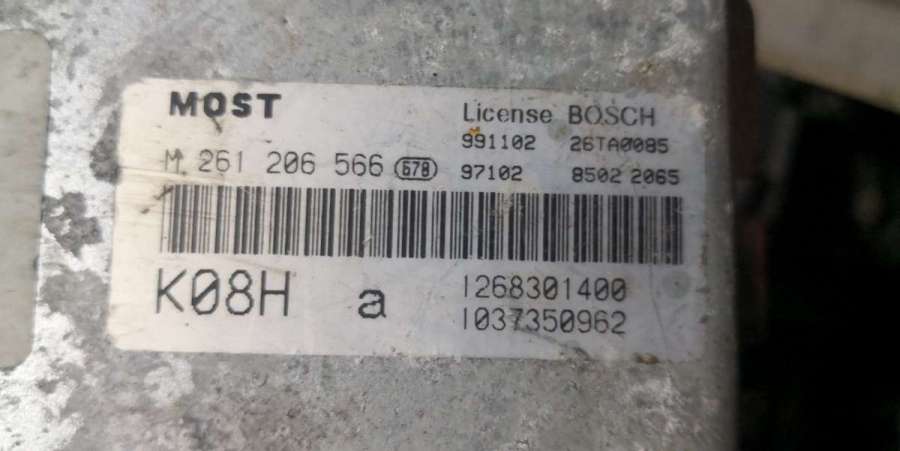 MOST
License BOSCH
991102 26TA0085
M 261 206 566 678 97102 8502 2065
K08H a 1268301400
1037350962